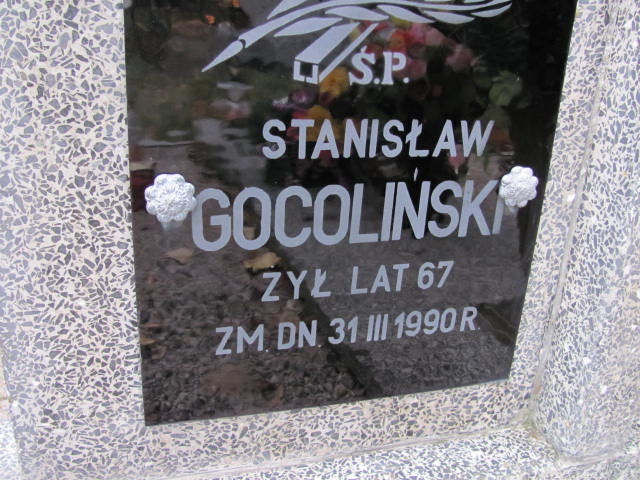 Ś.P.
STANISŁAW
GOCOLIŃSKI
ŻYŁ LAT 67
ZM. DN. 31 III 1990 R.